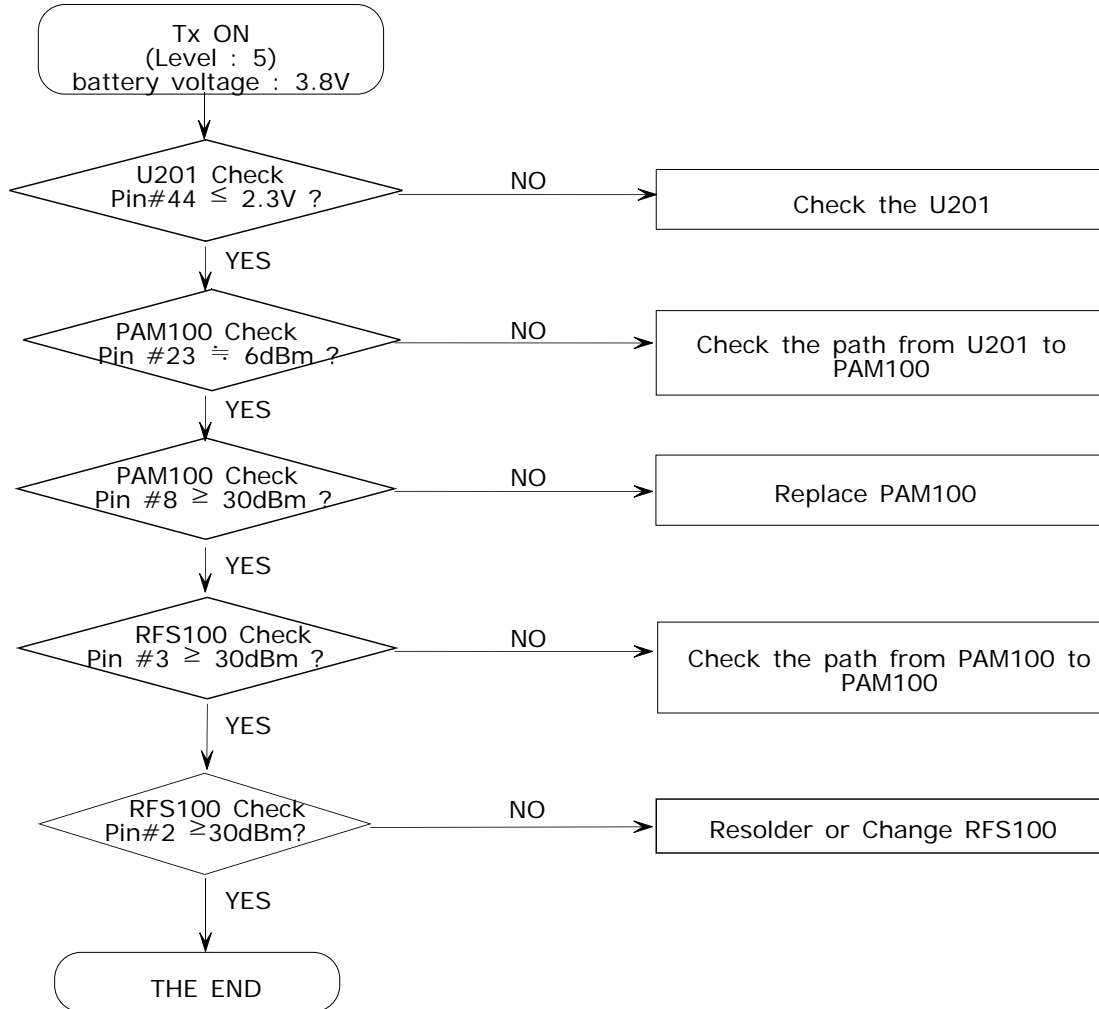 Tx ON
(Level : 5)
battery voltage : 3.8V
U201 Check
Pin#44 ≤ 2.3V ?
NO
Check the U201
YES
PAM100 Check
Pin #23 ≒ 6dBm ?
NO
Check the path from U201 to
PAM100
YES
PAM100 Check
Pin #8 ≥ 30dBm ?
NO
Replace PAM100
YES
RFS100 Check
Pin #3 ≥ 30dBm ?
NO
Check the path from PAM100 to
PAM100
YES
RFS100 Check
Pin#2 ≥30dBm?
NO
Resolder or Change RFS100
YES
THE END